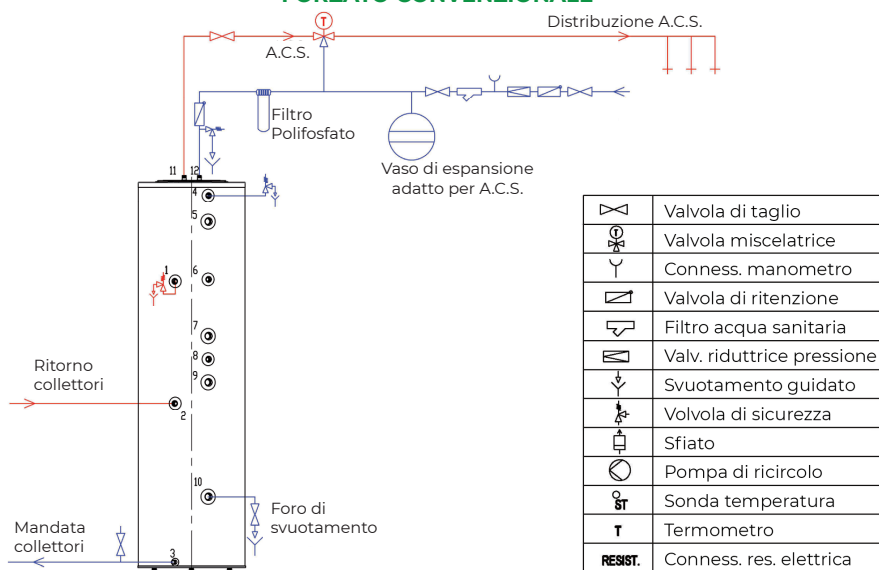 FORZATO CONVENZIONALE
T
Distribuzione A.C.S.
A.C.S.
Filtro
Polifosfato
Vaso di espansione
adatto per A.C.S.
11 12
4
5
1
6
7
8
9
Ritorno
collettori
2
10
Foro di
svuotamento
Mandata
collettori
3
Valvola di taglio
T Valvola miscelatrice
Conness. manometro
Valvola di ritenzione
Filtro acqua sanitaria
Valv. riduttrice pressione
Svuotamento guidato
Volvola di sicurezza
Sfiato
Pompa di ricircolo
ST Sonda temperatura
T Termometro
RESIST. Conness. res. elettrica